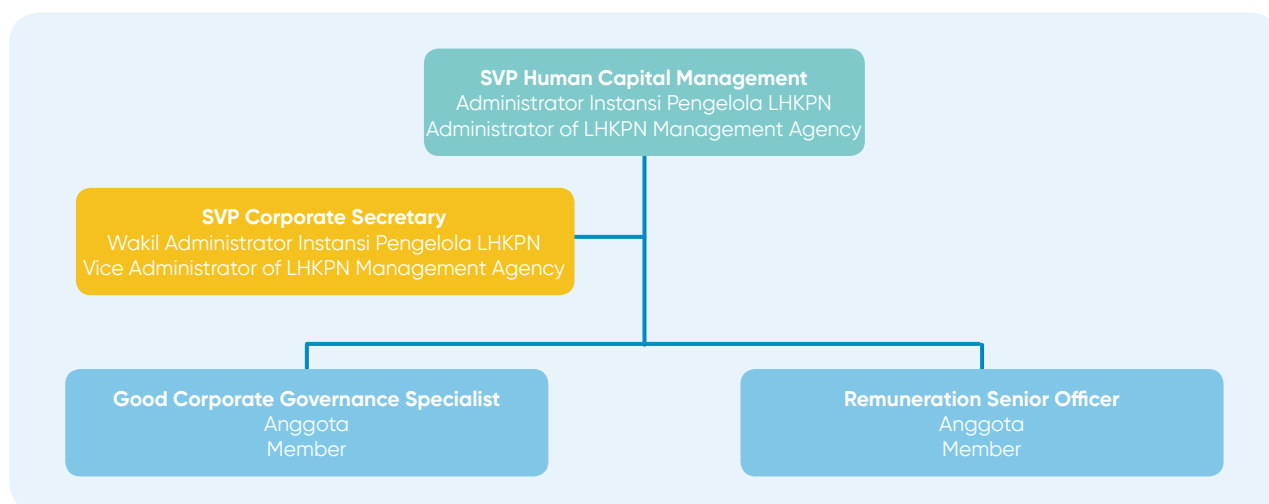 SVP Human Capital Management
Administrator Instansi Pengelola LHKPN
Administrator of LHKPN Management Agency
SVP Corporate Secretary
Wakil Administrator Instansi Pengelola LHKPN
Vice Administrator of LHKPN Management Agency
Good Corporate Governance Specialist
Anggota
Member
Remuneration Senior Officer
Anggota
Member